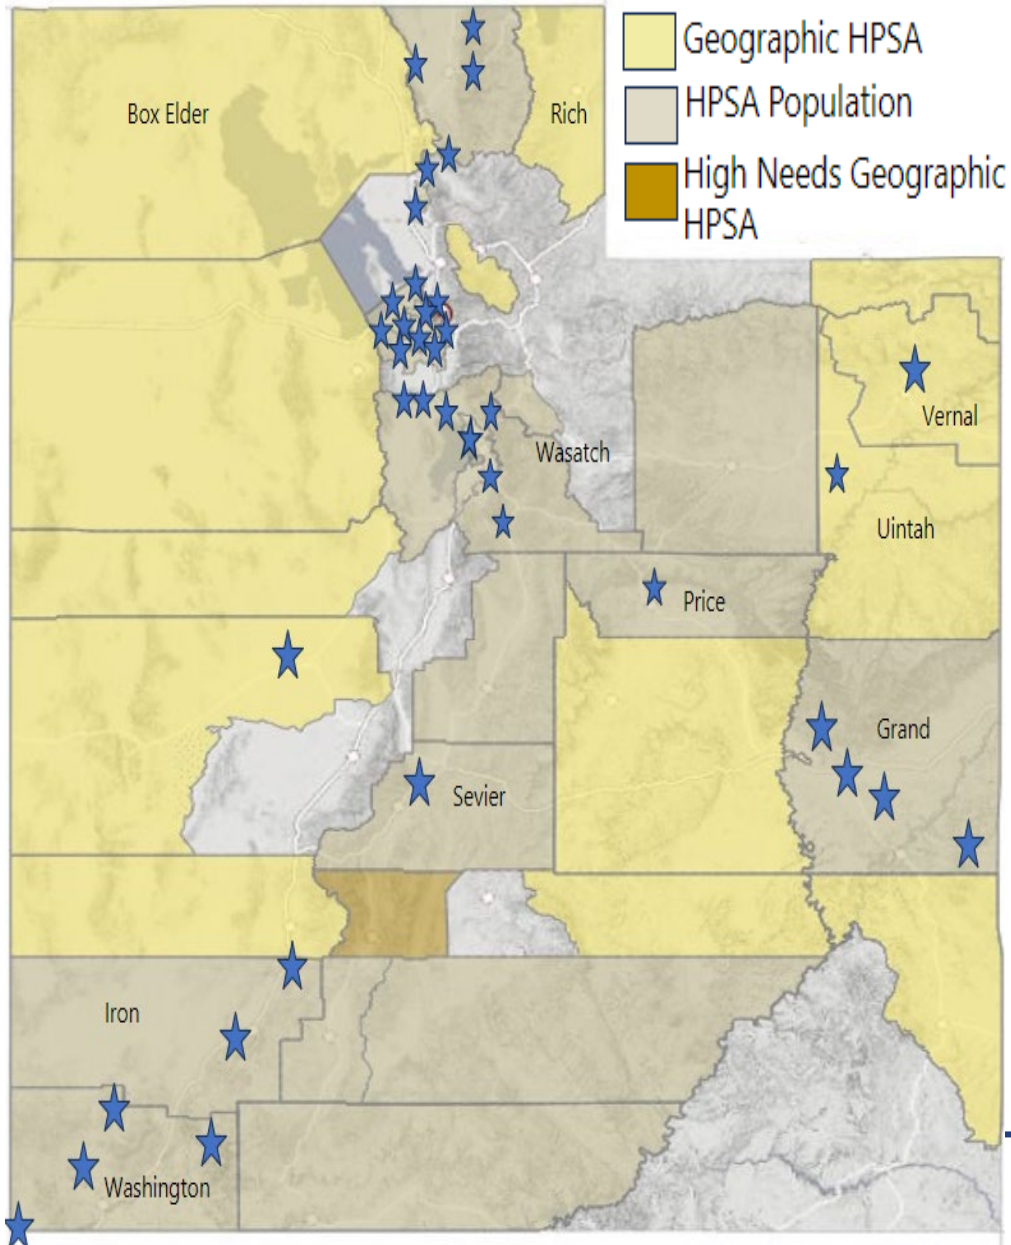 Geographic HPSA
HPSA Population
High Needs Geographic
HPSA
Box Elder
Rich
Vernal
Wasatch
Uintah
Price
Grand
Sevier
Iron
Washington